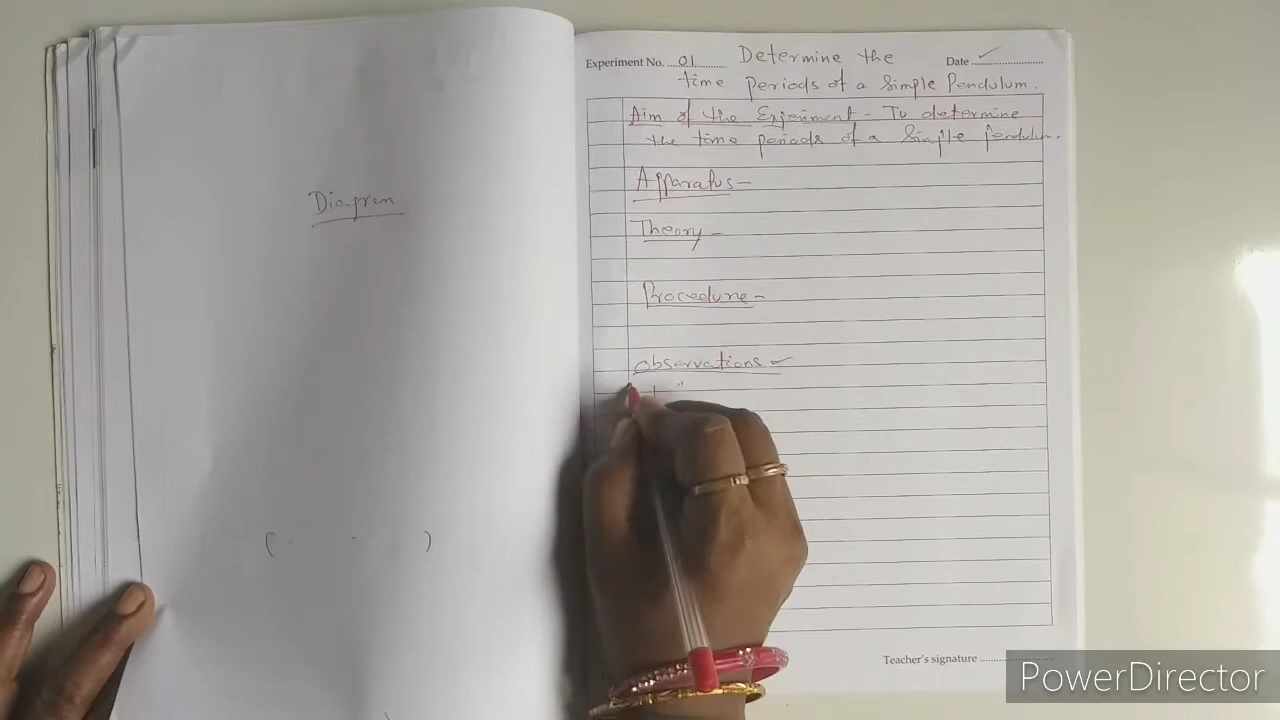 Diagram
(     )
Experiment No. 01 Determine the Date
time periods of a Simple Pendulum.
Aim of the Experiment - To determine
the time periods of a Simple pendulum.
Apparatus -
Theory -
Procedure -
Observations -
Teacher's signature
PowerDirector